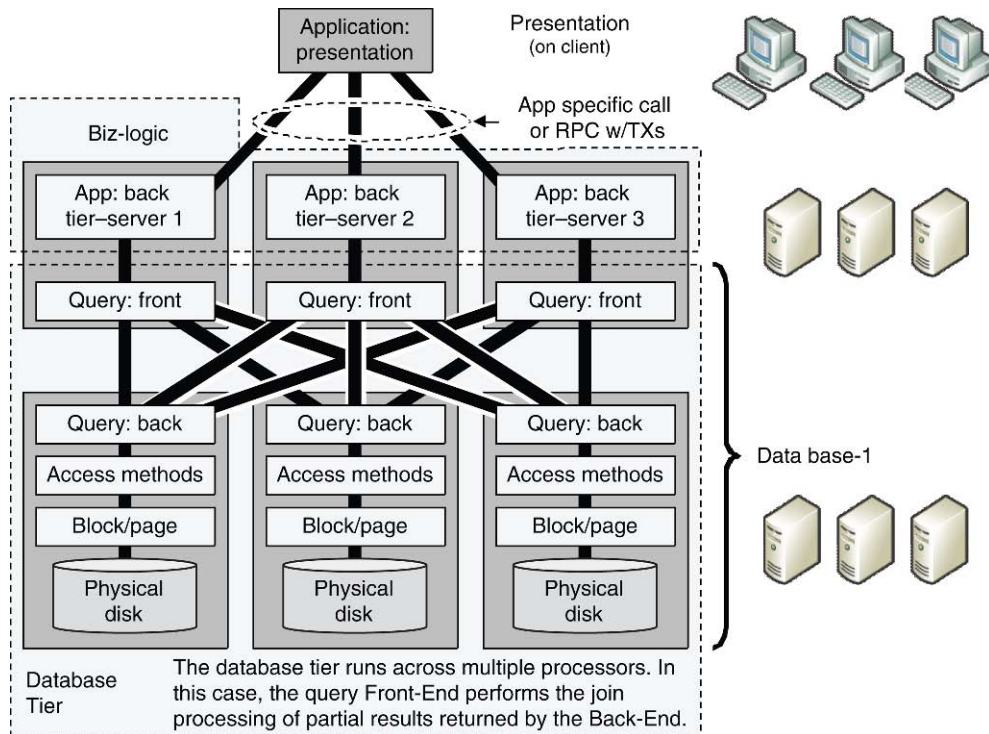 Application:
presentation
Presentation
(on client)
App specific call
or RPC w/TXs
Biz-logic
App: back
tier–server 1
App: back
tier–server 2
App: back
tier–server 3
Query: front
Query: front
Query: front
Query: back
Query: back
Query: back
Access methods
Access methods
Access methods
Data base-1
Block/page
Block/page
Block/page
Physical
disk
Physical
disk
Physical
disk
Database
Tier
The database tier runs across multiple processors. In
this case, the query Front-End performs the join
processing of partial results returned by the Back-End.